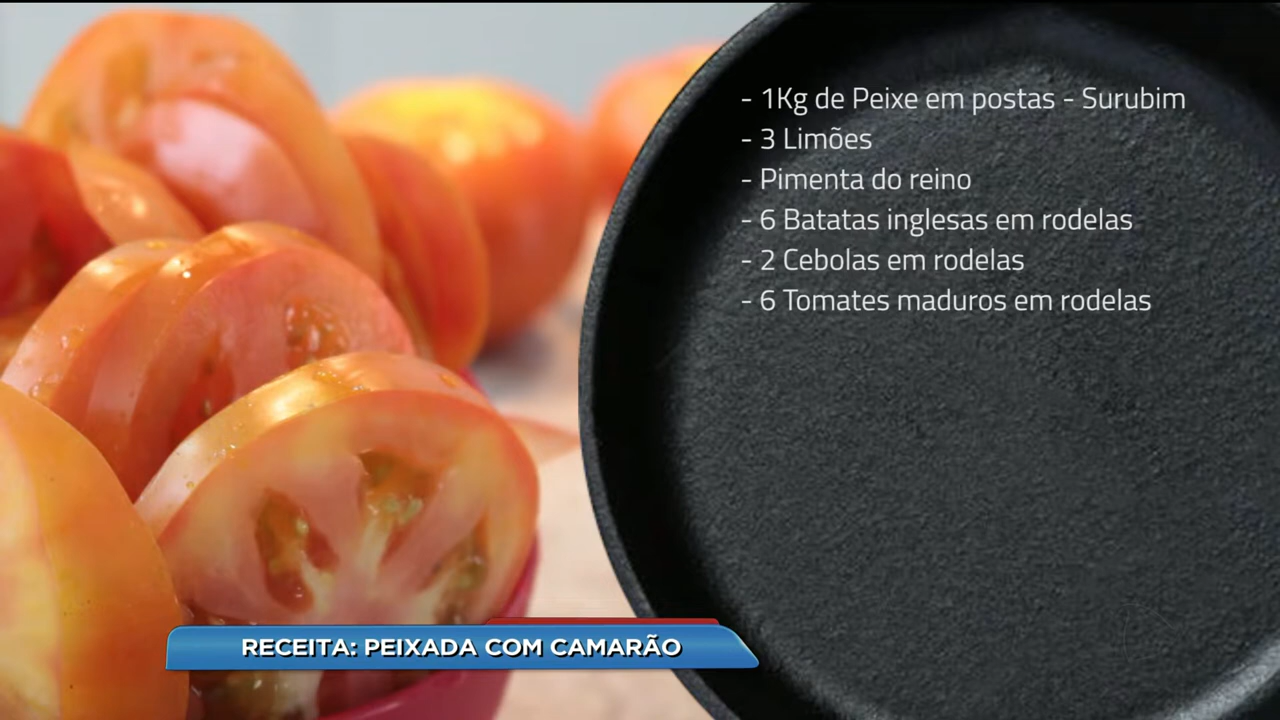 - 1Kg de Peixe em postas - Surubim
- 3 Limões
- Pimenta do reino
- 6 Batatas inglesas em rodelas
- 2 Cebolas em rodelas
- 6 Tomates maduros em rodelas
RECEITA: PEIXADA COM CAMARÃO